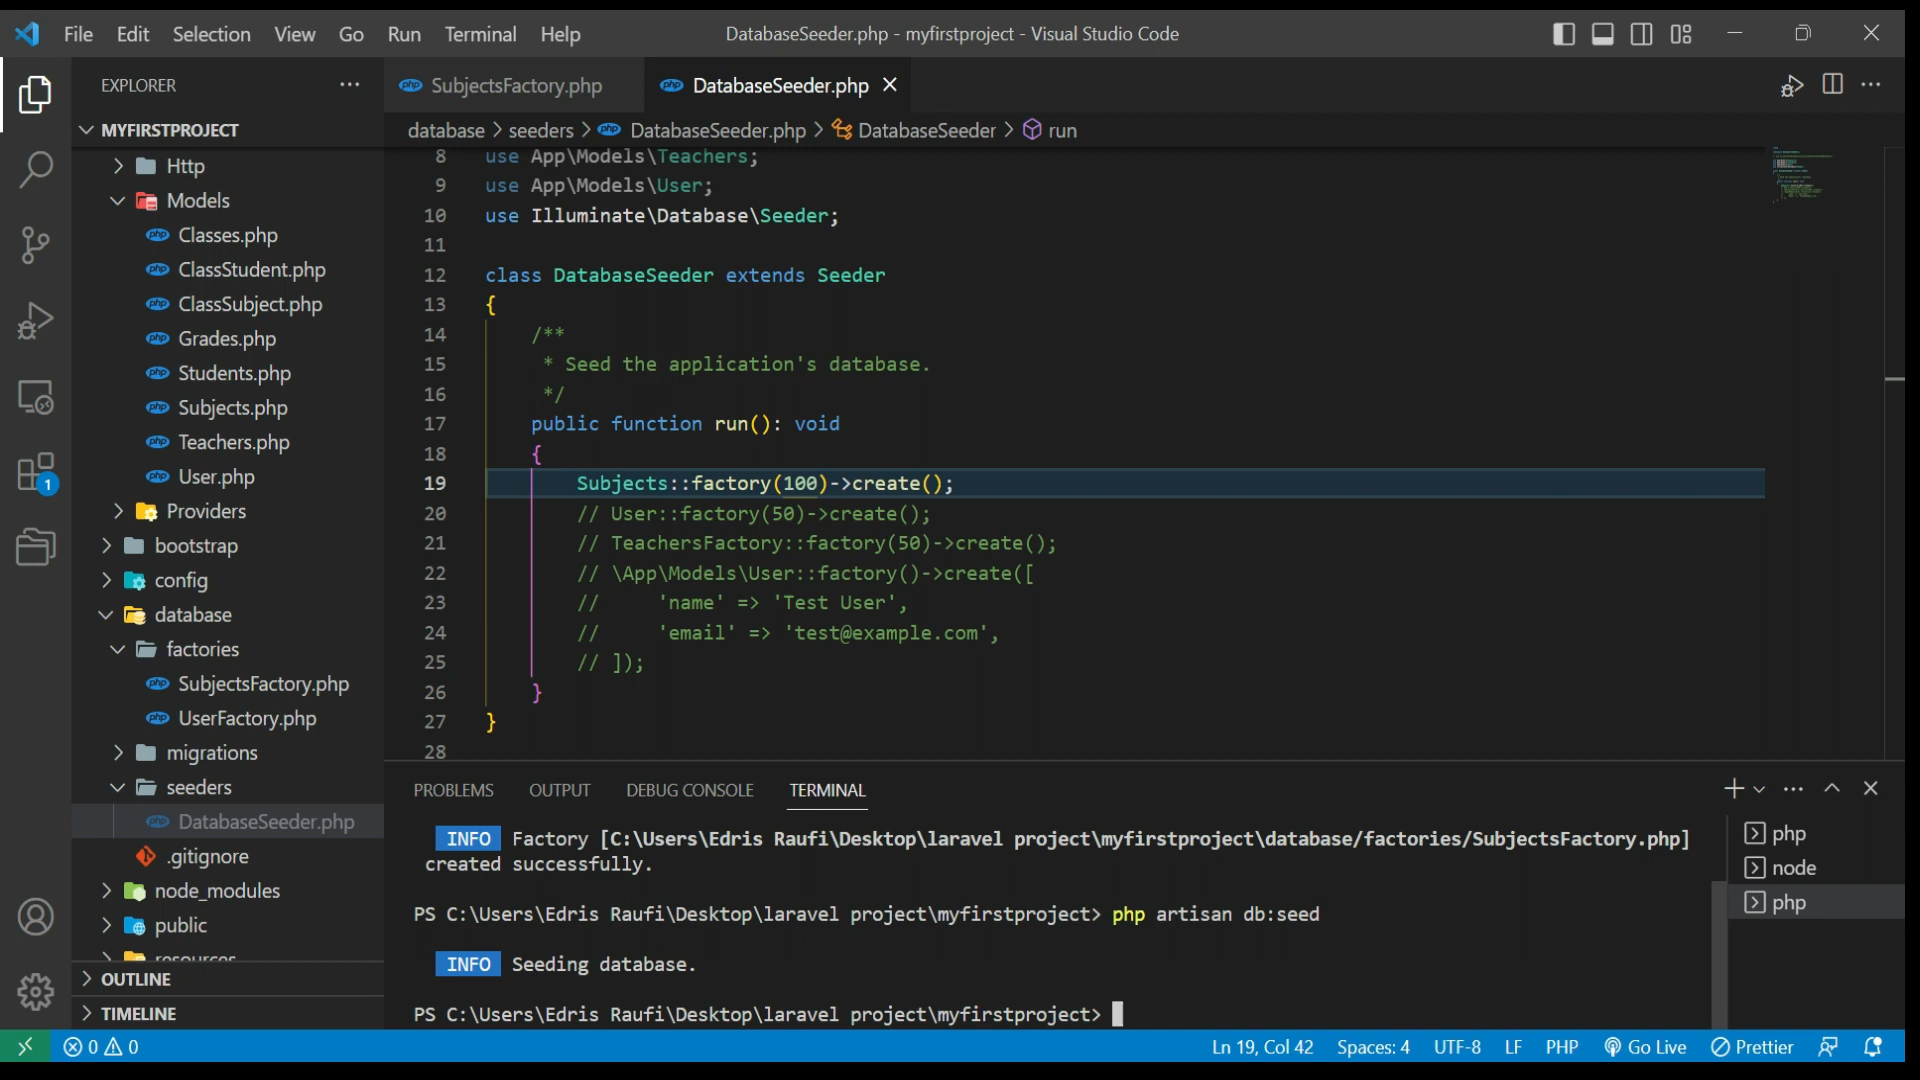 File Edit Selection View Go Run Terminal Help
DatabaseSeeder.php - myfirstproject - Visual Studio Code
EXPLORER
MYFIRSTPROJECT
Http
Models
Classes.php
ClassStudent.php
ClassSubject.php
Grades.php
Students.php
Subjects.php
Teachers.php
User.php
Providers
bootstrap
config
database
factories
SubjectsFactory.php
UserFactory.php
migrations
seeders
DatabaseSeeder.php
.gitignore
node_modules
public
resources
OUTLINE
TIMELINE
1
SubjectsFactory.php
DatabaseSeeder.php
database > seeders > DatabaseSeeder.php > DatabaseSeeder > run
8 use App\Models\Teachers;
9 use App\Models\User;
10 use Illuminate\Database\Seeder;
11
12 class DatabaseSeeder extends Seeder
13 {
14 /**
15 * Seed the application's database.
16 */
17 public function run(): void
18 {
19 Subjects::factory(100)->create();
20 // User::factory(50)->create();
21 // TeachersFactory::factory(50)->create();
22 // \App\Models\User::factory()->create([
23 // 'name' => 'Test User',
24 // 'email' => 'test@example.com',
25 // ]);
26 }
27 }
28
PROBLEMS OUTPUT DEBUG CONSOLE TERMINAL
INFO Factory [C:\Users\Edris Raufi\Desktop\laravel project\myfirstproject\database/factories/SubjectsFactory.php]
created successfully.
PS C:\Users\Edris Raufi\Desktop\laravel project\myfirstproject> php artisan db:seed
INFO Seeding database.
PS C:\Users\Edris Raufi\Desktop\laravel project\myfirstproject>
php
node
php
0 0
Ln 19, Col 42 Spaces: 4 UTF-8 LF PHP Go Live Prettier